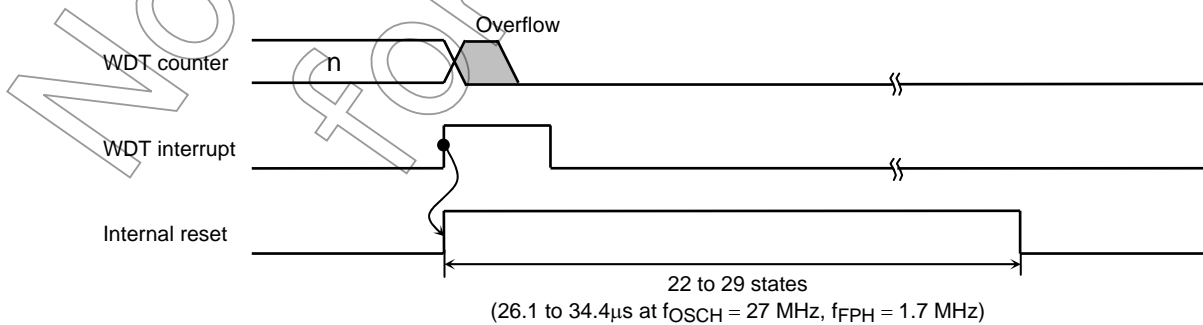 Overflow
WDT counter
n
WDT interrupt
Internal reset
22 to 29 states
(26.1 to 34.4μs at fOSCH = 27 MHz, fFPH = 1.7 MHz)